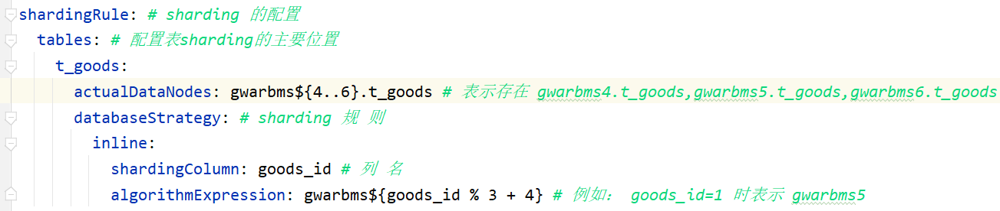 shardingRule: # sharding 的配置
tables: # 配置表sharding的主要位置
t_goods:
actualDataNodes: gwarbms${4..6}.t_goods # 表示存在 gwarbms4.t_goods,gwarbms5.t_goods,gwarbms6.t_goods
databaseStrategy: # sharding 规 则
inline:
shardingColumn: goods_id # 列 名
algorithmExpression: gwarbms${goods_id % 3 + 4} # 例如： goods_id=1 时表示 gwarbms5